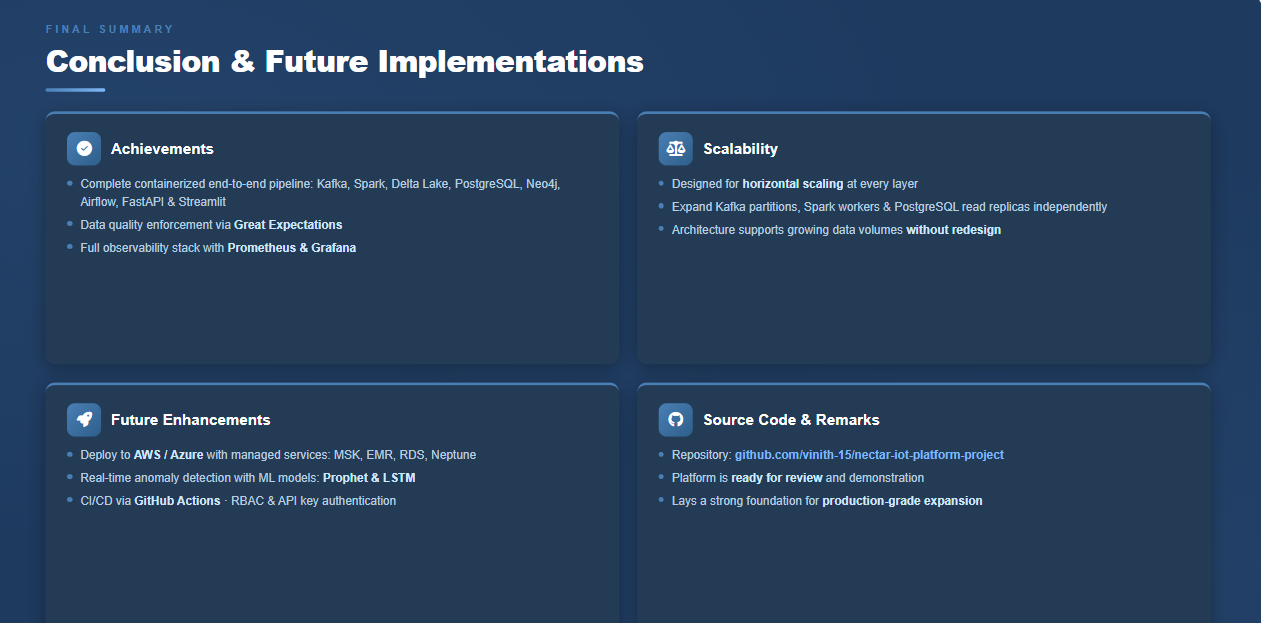 FINAL SUMMARY
Conclusion & Future Implementations
Achievements
Complete containerized end-to-end pipeline: Kafka, Spark, Delta Lake, PostgreSQL, Neo4j,
Airflow, FastAPI & Streamlit
Data quality enforcement via Great Expectations
Full observability stack with Prometheus & Grafana
Scalability
Designed for horizontal scaling at every layer
Expand Kafka partitions, Spark workers & PostgreSQL read replicas independently
Architecture supports growing data volumes without redesign
Future Enhancements
Deploy to AWS / Azure with managed services: MSK, EMR, RDS, Neptune
Real-time anomaly detection with ML models: Prophet & LSTM
CI/CD via GitHub Actions · RBAC & API key authentication
Source Code & Remarks
Repository: github.com/vinith-15/nectar-iot-platform-project
Platform is ready for review and demonstration
Lays a strong foundation for production-grade expansion